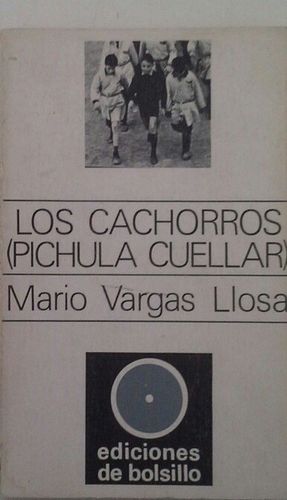 LOS CACHORROS
(PICHULA CUELLAR)
Mario Vargas Llosa
ediciones
de bolsillo